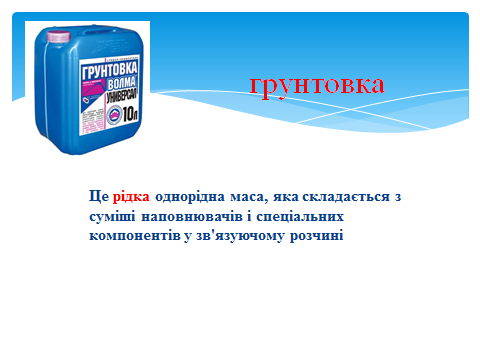 ГРУНТОВКА
ВОЛМА
УНИВЕРСАЛ
10л
грунтовка
Це рідка однорідна маса, яка складається з
суміші наповнювачів і спеціальних
компонентів у зв'язуючому розчині